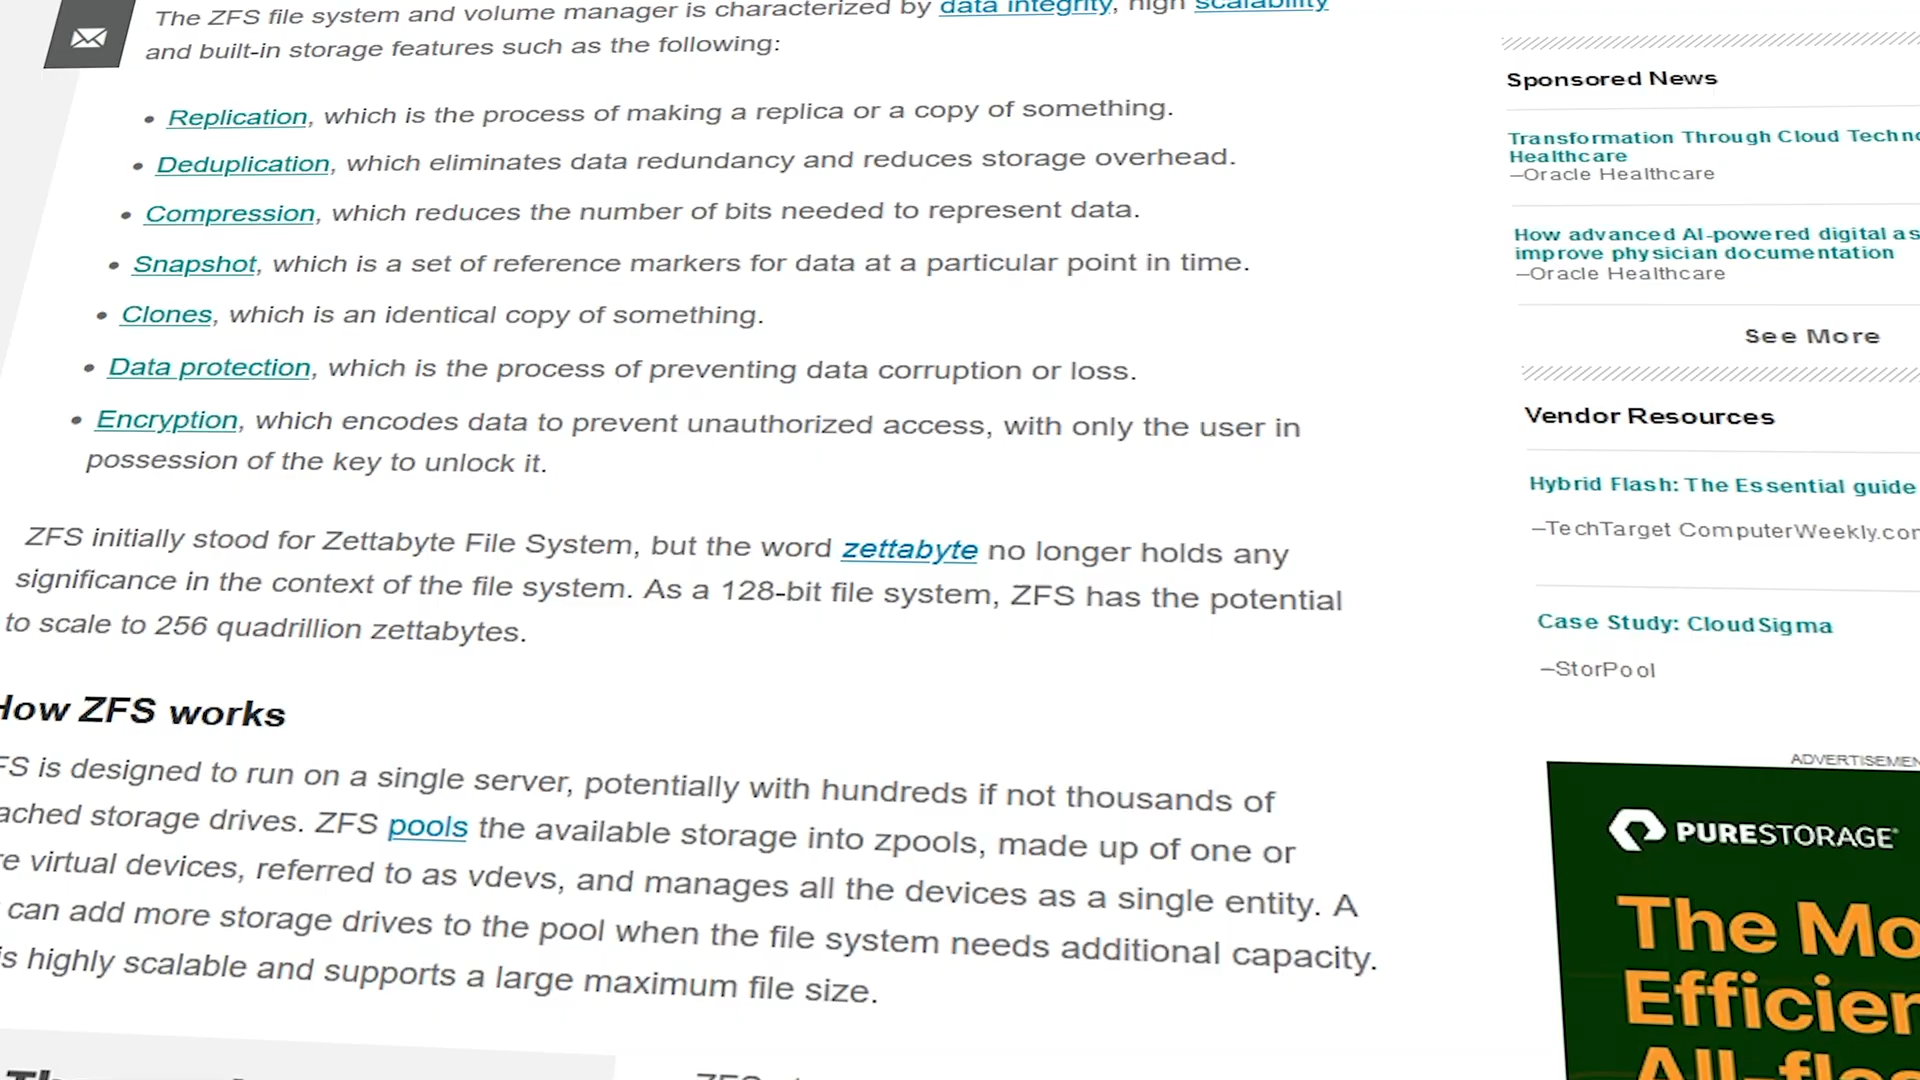 The ZFS file system and volume manager is characterized by data integrity, high scalability
and built-in storage features such as the following:
• Replication, which is the process of making a replica or a copy of something.
• Deduplication, which eliminates data redundancy and reduces storage overhead.
• Compression, which reduces the number of bits needed to represent data.
• Snapshot, which is a set of reference markers for data at a particular point in time.
• Clones, which is an identical copy of something.
• Data protection, which is the process of preventing data corruption or loss.
• Encryption, which encodes data to prevent unauthorized access, with only the user in
possession of the key to unlock it.
ZFS initially stood for Zettabyte File System, but the word zettabyte no longer holds any
significance in the context of the file system. As a 128-bit file system, ZFS has the potential
to scale to 256 quadrillion zettabytes.
How ZFS works
FS is designed to run on a single server, potentially with hundreds if not thousands of
ached storage drives. ZFS pools the available storage into zpools, made up of one or
re virtual devices, referred to as vdevs, and manages all the devices as a single entity. A
can add more storage drives to the pool when the file system needs additional capacity.
is highly scalable and supports a large maximum file size.
Sponsored News
Transformation Through Cloud Techno
Healthcare
–Oracle Healthcare
How advanced AI-powered digital as
improve physician documentation
–Oracle Healthcare
See More
Vendor Resources
Hybrid Flash: The Essential guide
–TechTarget ComputerWeekly.com
Case Study: CloudSigma
–StorPool
ADVERTISEMEN
PURESTORAGE
The Mo
Efficien
All-flas